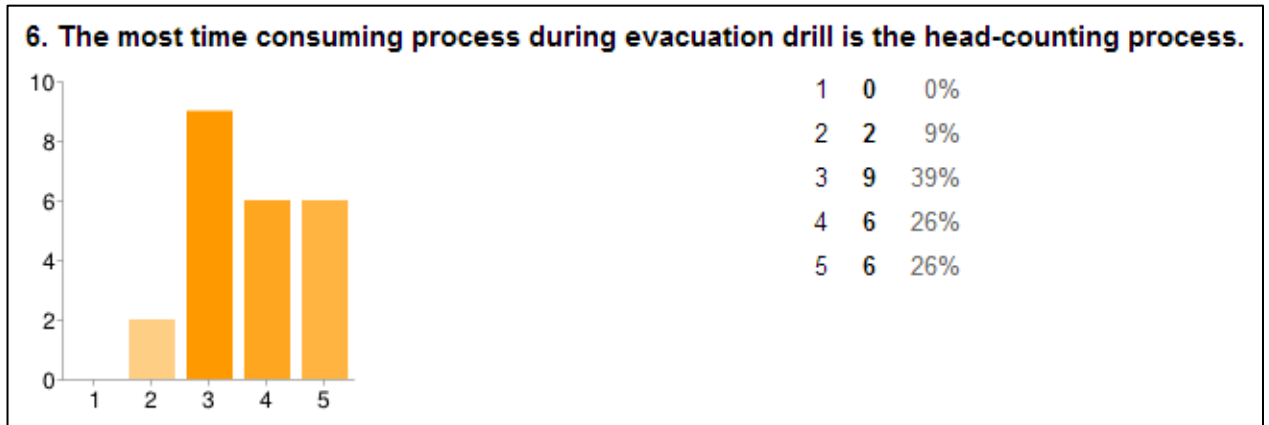 6. The most time consuming process during evacuation drill is the head-counting process.
10
8
6
4
2
0
1 2 3 4 5
1 0 0%
2 2 9%
3 9 39%
4 6 26%
5 6 26%